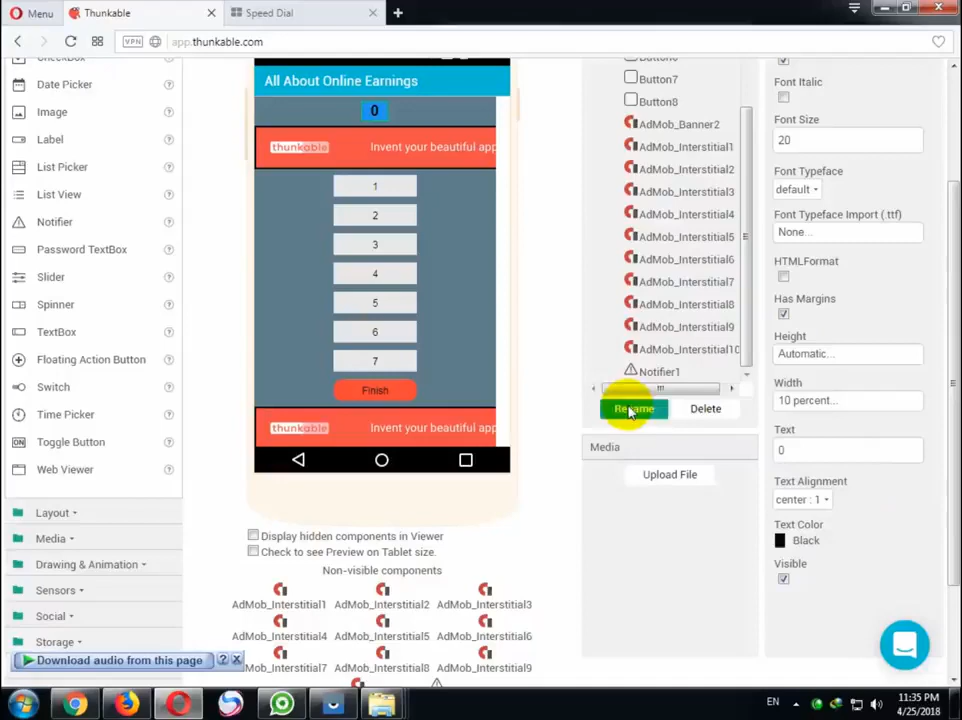 Menu
Thunkable
Speed Dial
VPN
app.thunkable.com
CheckBox
Date Picker
Image
Label
List Picker
List View
Notifier
Password TextBox
Slider
Spinner
TextBox
Floating Action Button
Switch
Time Picker
Toggle Button
Web Viewer
Layout
Media
Drawing & Animation
Sensors
Social
Storage
Download audio from this page
All About Online Earnings
0
thunkable
Invent your beautiful app
1
2
3
4
5
6
7
Finish
thunkable
Invent your beautiful app
Display hidden components in Viewer
Check to see Preview on Tablet size.
Non-visible components
AdMob_Interstitial1 AdMob_Interstitial2 AdMob_Interstitial3
AdMob_Interstitial4 AdMob_Interstitial5 AdMob_Interstitial6
AdMob_Interstitial7 AdMob_Interstitial8 AdMob_Interstitial9
Button6
Button7
Button8
AdMob_Banner2
AdMob_Interstitial1
AdMob_Interstitial2
AdMob_Interstitial3
AdMob_Interstitial4
AdMob_Interstitial5
AdMob_Interstitial6
AdMob_Interstitial7
AdMob_Interstitial8
AdMob_Interstitial9
AdMob_Interstitial10
Notifier1
Rename
Delete
Media
Upload File
Font Italic
Font Size
20
Font Typeface
default
Font Typeface Import (.ttf)
None...
HTMLFormat
Has Margins
Height
Automatic...
Width
10 percent...
Text
0
Text Alignment
center : 1
Text Color
Black
Visible
EN
11:35 PM
4/25/2018